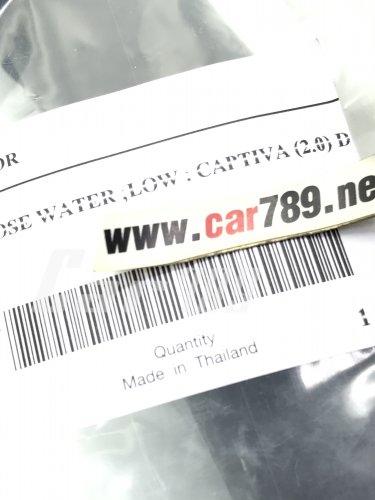 OR
OSE WATER ;LOW : CAPTIVA (2.0) D
www.car789.ne
Quantity
1
Made in Thailand